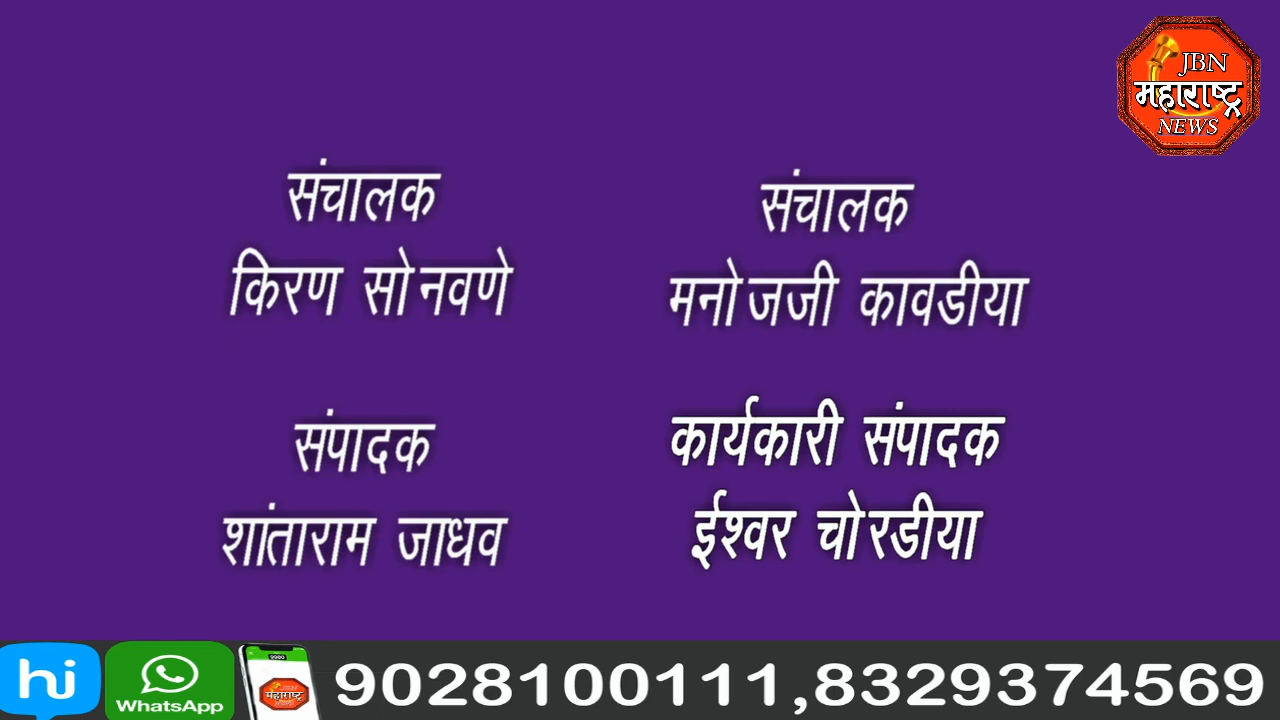 JBN
महाराष्ट्र
NEWS
संचालक
किरण सोनवणे
संचालक
मनोजजी कावडीया
संपादक
शांताराम जाधव
कार्यकारी संपादक
ईश्वर चोरडीया
hi
WhatsApp
महाराष्ट्र
9028100111,8329374569